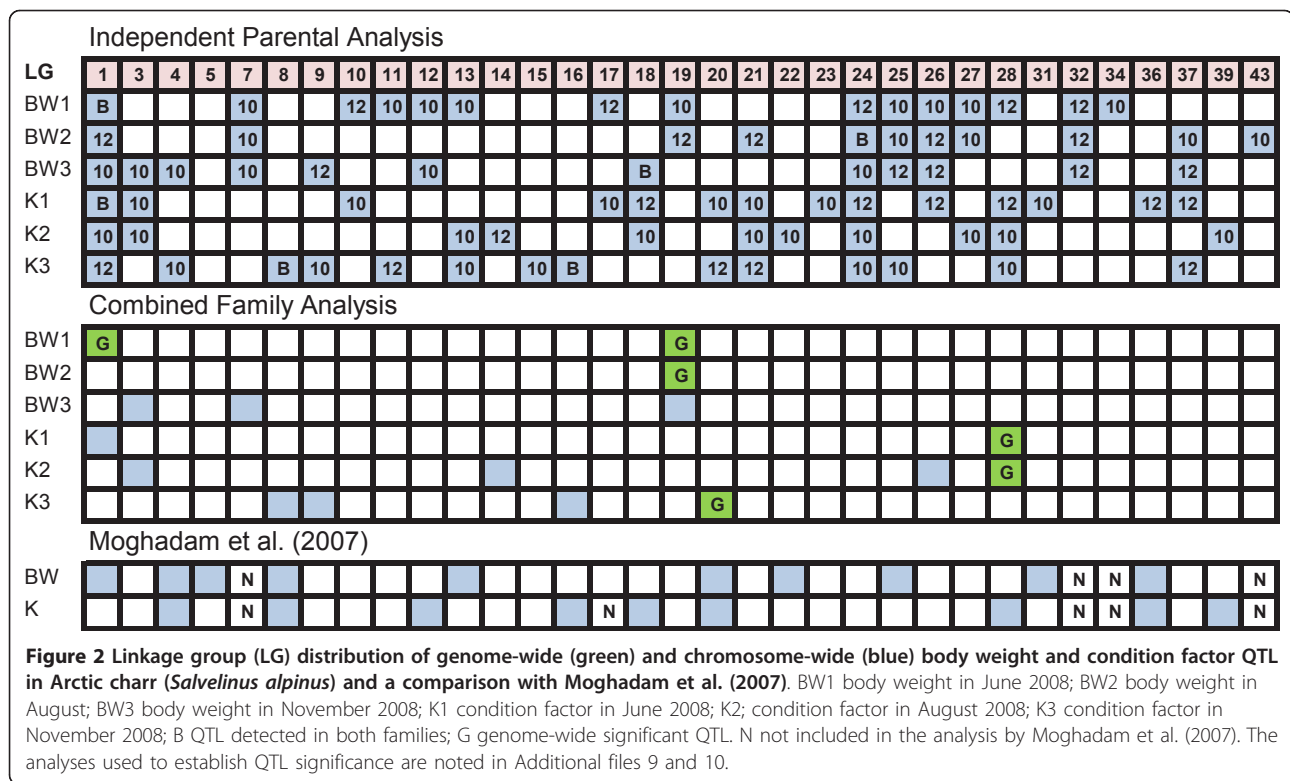 Independent Parental Analysis
LG 1 3 4 5 7 8 9 10 11 12 13 14 15 16 17 18 19 20 21 22 23 24 25 26 27 28 31 32 34 36 37 39 43
BW1 B 10 12 10 10 10 12 10 12 10 10 10 12 12 10
BW2 12 10 12 12 B 10 12 10 12 10 10
BW3 10 10 10 10 12 10 B 10 12 12 12 12
K1 B 10 10 10 12 10 10 10 12 12 12 10 12 12
K2 10 10 10 12 10 10 10 10 10 10 10
K3 12 10 B 10 12 10 10 B 12 12 10 10 10 12
Combined Family Analysis
BW1 G G
BW2 G
BW3
K1 G
K2 G
K3 G
Moghadam et al. (2007)
BW N N N N
K N N N N N
Figure 2 Linkage group (LG) distribution of genome-wide (green) and chromosome-wide (blue) body weight and condition factor QTL
in Arctic charr (Salvelinus alpinus) and a comparison with Moghadam et al. (2007). BW1 body weight in June 2008; BW2 body weight in
August; BW3 body weight in November 2008; K1 condition factor in June 2008; K2; condition factor in August 2008; K3 condition factor in
November 2008; B QTL detected in both families; G genome-wide significant QTL. N not included in the analysis by Moghadam et al. (2007). The
analyses used to establish QTL significance are noted in Additional files 9 and 10.